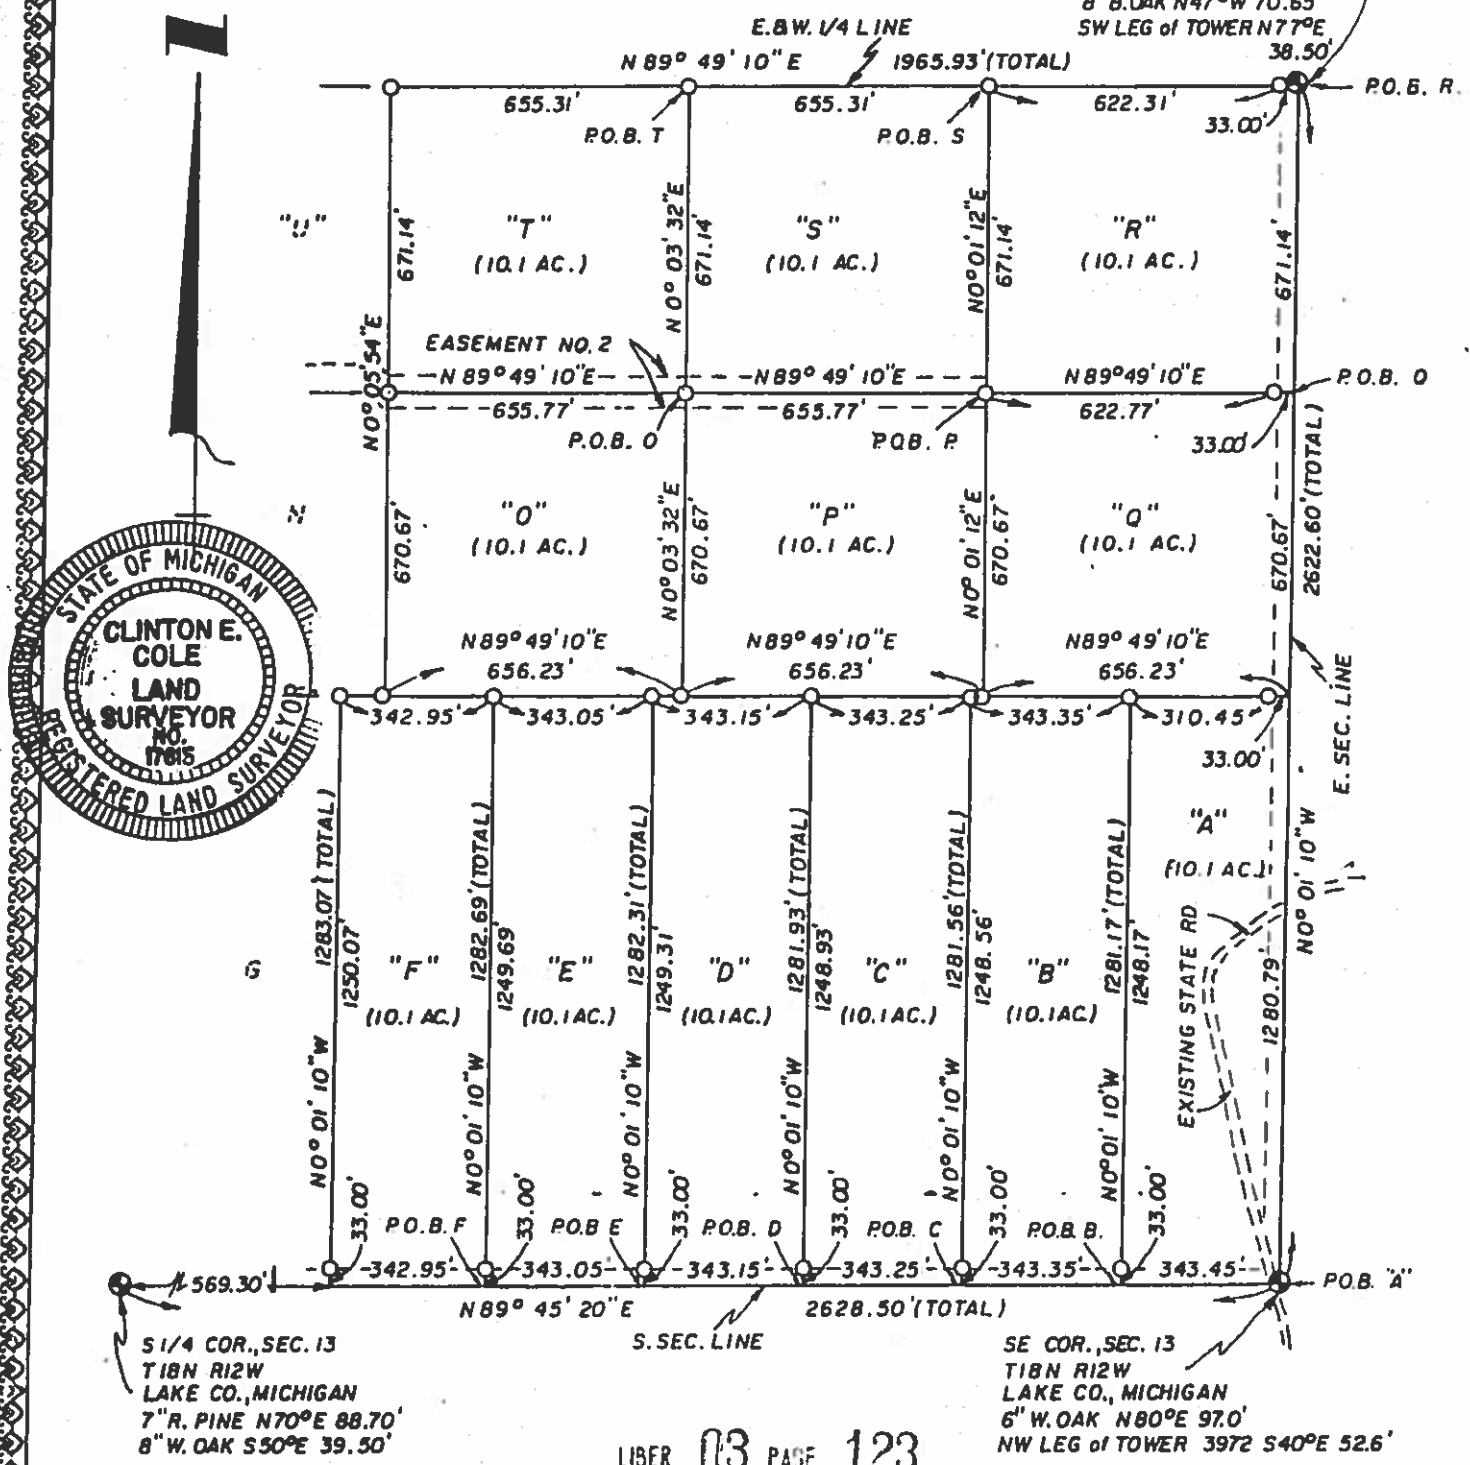 8" B.OAK N47°W 70.65'
E.&W. 1/4 LINE
SW LEG of TOWER N77°E
38.50'
N 89° 49' 10" E
1965.93'(TOTAL)
P.O.B. R.
655.31'
655.31'
622.31'
33.00'
P.O.B. T
P.O.B. S
"U"
"T"
(10.1 AC.)
"S"
(10.1 AC.)
"R"
(10.1 AC.)
671.14'
N 0° 03' 32" E
671.14'
N0° 01' 12" E
671.14'
671.14'
N0° 05' 54" E
EASEMENT NO. 2
N 89° 49' 10"E
N 89° 49' 10"E
N 89°49' 10"E
P.O.B. Q
655.77'
655.77'
622.77'
P.O.B. O
P.O.B. P.
33.00'
2622.60'(TOTAL)
N
"O"
(10.1 AC.)
"P"
(10.1 AC.)
"Q"
(10.1 AC.)
670.67'
N0° 03' 32" E
670.67'
N0° 01' 12" E
670.67'
670.67'
STATE OF MICHIGAN
CLINTON E.
COLE
LAND
SURVEYOR
NO.
17615
REGISTERED LAND SURVEYOR
N89° 49' 10"E
N89° 49' 10"E
N89° 49' 10"E
656.23'
656.23'
656.23'
342.95'
343.05'
343.15'
343.25'
343.35'
310.45'
33.00'
E. SEC. LINE
"A"
(10.1 AC.)
N0° 01' 10" W
EXISTING STATE RD
1280.79'
G
1283.07'(TOTAL)
1250.07'
"F"
(10.1 AC.)
1282.69'(TOTAL)
1249.69'
"E"
(10.1 AC.)
1282.31'(TOTAL)
1249.31'
"D"
(10.1 AC.)
1281.93'(TOTAL)
1248.93'
"C"
(10.1 AC.)
1281.56'(TOTAL)
1248.56'
"B"
(10.1 AC.)
1281.17'(TOTAL)
1248.17'
N0° 01' 10" W
N0° 01' 10" W
N0° 01' 10" W
N0° 01' 10" W
N0° 01' 10" W
N0° 01' 10" W
33.00'
P.O.B. F
33.00'
P.O.B E
33.00'
P.O.B. D
33.00'
P.O.B. C
33.00'
P.O.B. B.
33.00'
569.30'
342.95'
343.05'
343.15'
343.25'
343.35'
343.45'
P.O.B. "A"
N89° 45' 20" E
2628.50'(TOTAL)
S. SEC. LINE
S 1/4 COR., SEC. 13
T18N R12W
LAKE CO., MICHIGAN
7" R. PINE N70°E 88.70'
8" W. OAK S50°E 39.50'
SE COR., SEC. 13
T18N R12W
LAKE CO., MICHIGAN
6" W. OAK N80°E 97.0'
NW LEG of TOWER 3972 S40°E 52.6'
LIBER 03 PAGE 123